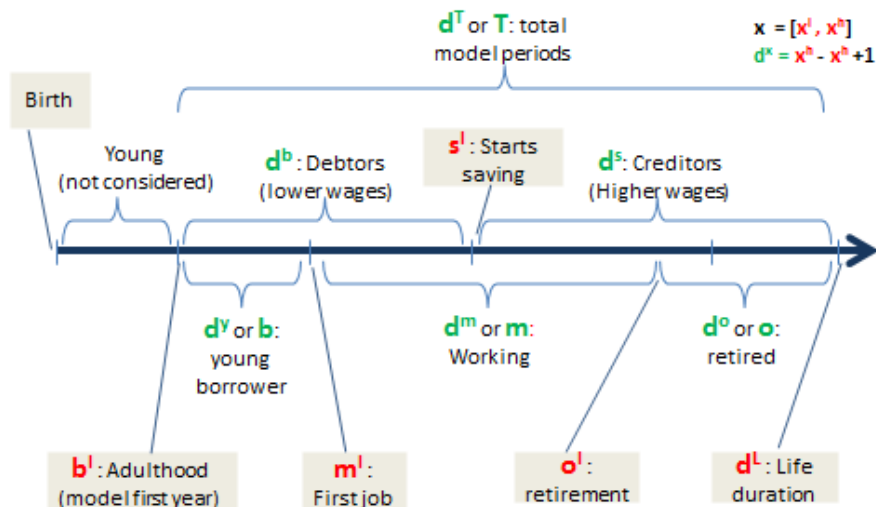 d^T or T: total
model periods
x = [x^l, x^h]
d^x = x^h - x^h +1
Birth
Young
(not considered)
d^b: Debtors
(lower wages)
s^l: Starts
saving
d^s: Creditors
(Higher wages)
d^y or b:
young
borrower
d^m or m:
Working
d^o or o:
retired
b^l: Adulthood
(model first year)
m^l:
First job
o^l:
retirement
d^L: Life
duration